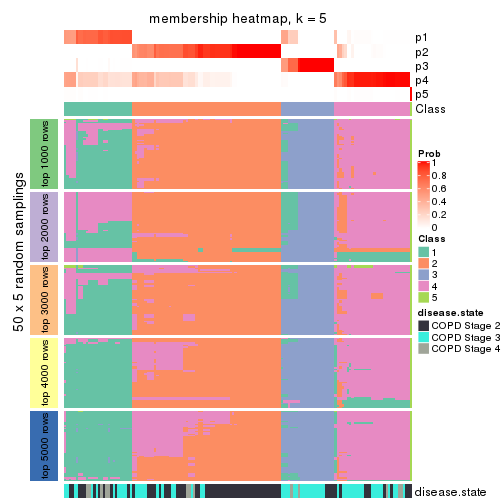 membership heatmap, k = 5
p1
p2
p3
p4
p5
Class
50 x 5 random samplings
top 1000 rows
top 2000 rows
top 3000 rows
top 4000 rows
top 5000 rows
disease.state
Prob
1
0.8
0.6
0.4
0.2
0
Class
1
2
3
4
5
disease.state
COPD Stage 2
COPD Stage 3
COPD Stage 4